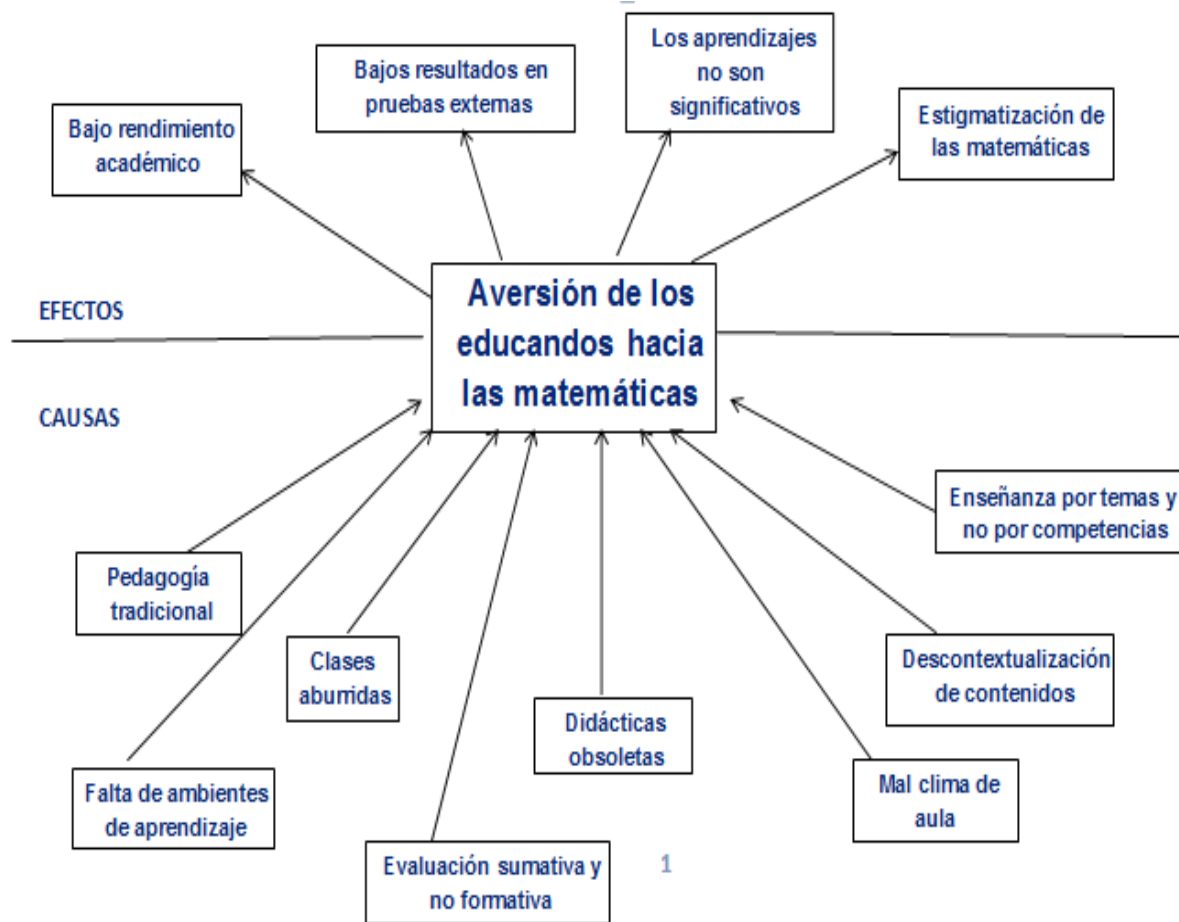 Los aprendizajes
no son
significativos
Bajos resultados en
pruebas externas
Estigmatización de
las matemáticas
Bajo rendimiento
académico
Aversión de los
educandos hacia
las matemáticas
EFECTOS
CAUSAS
Enseñanza por temas y
no por competencias
Pedagogía
tradicional
Clases
aburridas
Descontextualización
de contenidos
Didácticas
obsoletas
Falta de ambientes
de aprendizaje
Mal clima de
aula
Evaluación sumativa y
no formativa
1